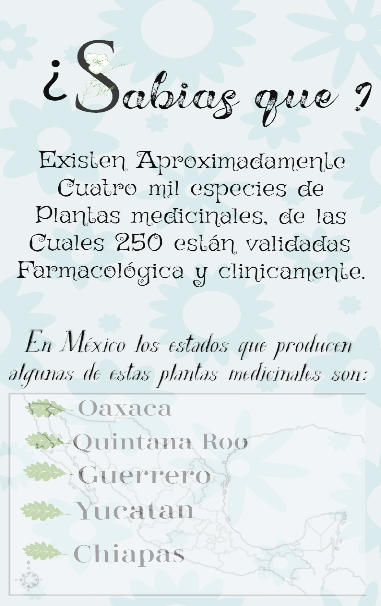 ¿Sabias que ?
Existen Aproximadamente
Cuatro mil especies de
Plantas medicinales, de las
Cuales 250 están validadas
Farmacológica y clinicamente.
En México los estados que producen
algunas de estas plantas medicinales son:
Oaxaca
Quintana Roo
Guerrero
Yucatan
Chiapas